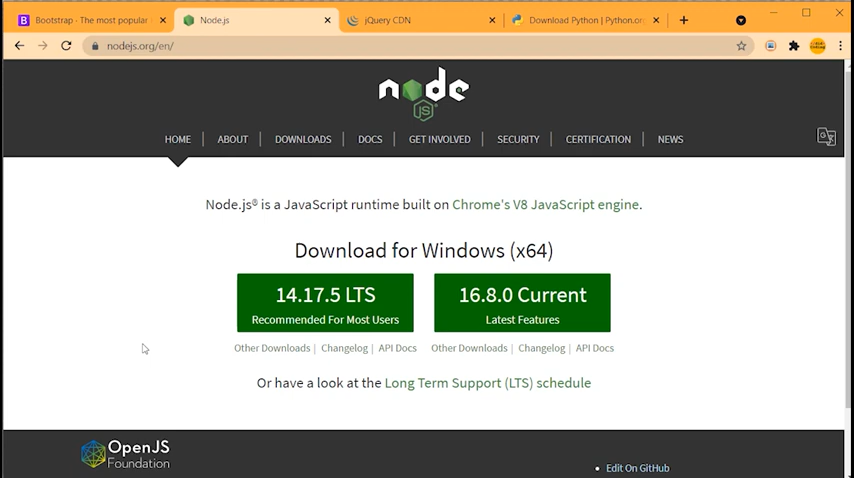 Bootstrap · The most popular
Node.js
jQuery CDN
Download Python | Python.or
nodejs.org/en/
node
JS
HOME
ABOUT
DOWNLOADS
DOCS
GET INVOLVED
SECURITY
CERTIFICATION
NEWS
Node.js® is a JavaScript runtime built on Chrome's V8 JavaScript engine.
Download for Windows (x64)
14.17.5 LTS
Recommended For Most Users
16.8.0 Current
Latest Features
Other Downloads | Changelog | API Docs
Other Downloads | Changelog | API Docs
Or have a look at the Long Term Support (LTS) schedule
OpenJS
Foundation
Edit On GitHub